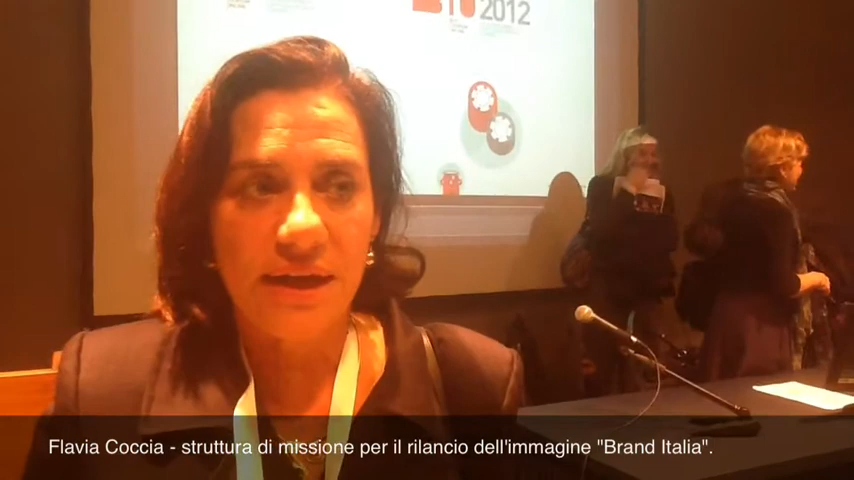 2012
Flavia Coccia - struttura di missione per il rilancio dell'immagine "Brand Italia".